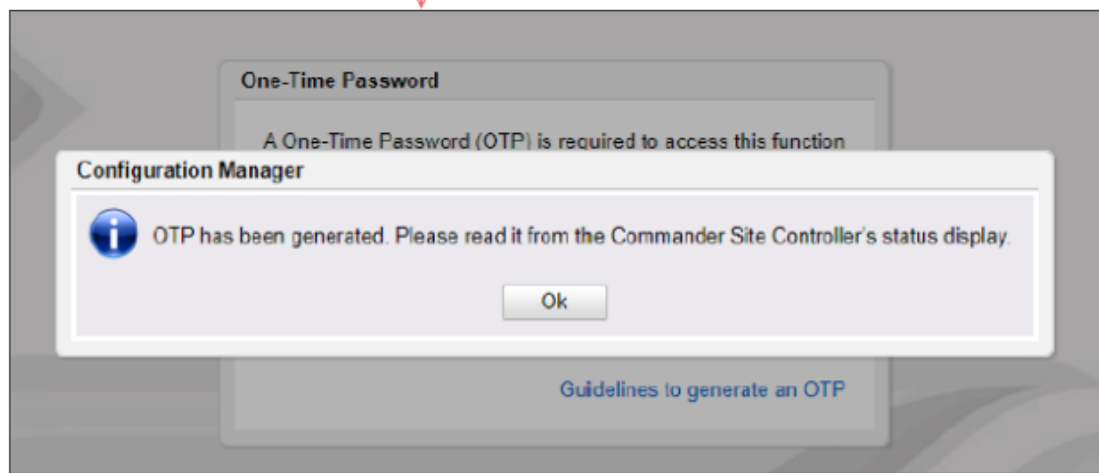 One-Time Password
A One-Time Password (OTP) is required to access this function
Configuration Manager
OTP has been generated. Please read it from the Commander Site Controller's status display.
Ok
Guidelines to generate an OTP